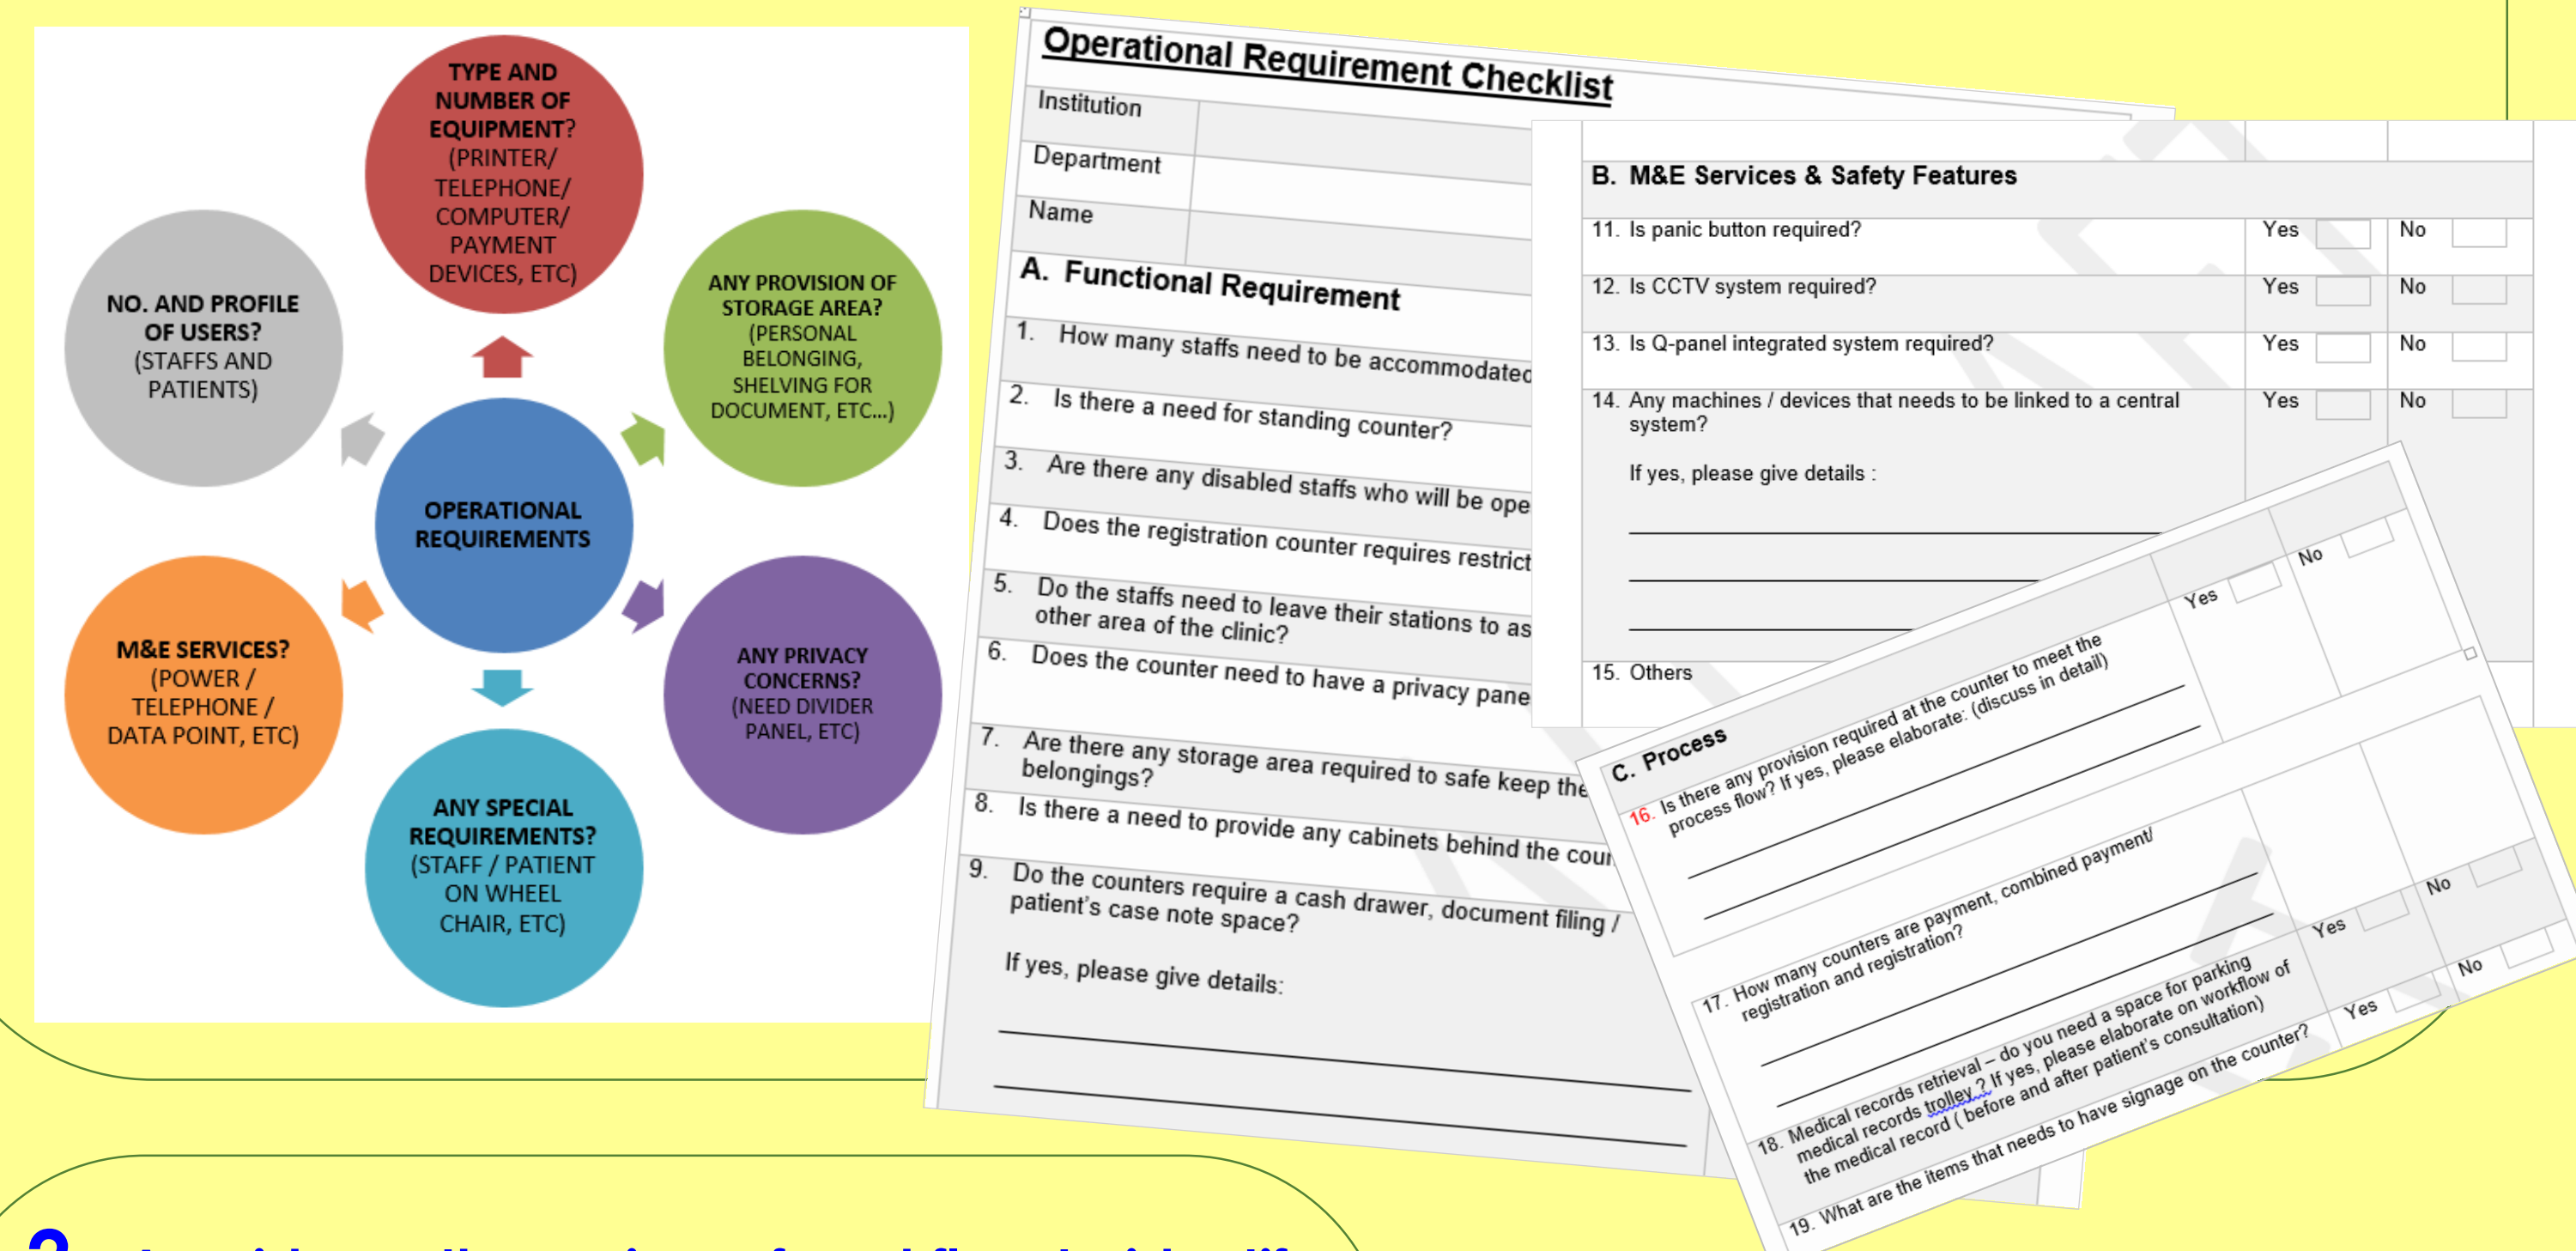 TYPE AND
NUMBER OF
EQUIPMENT?
(PRINTER/
TELEPHONE/
COMPUTER/
PAYMENT
DEVICES, ETC)
NO. AND PROFILE
OF USERS?
(STAFFS AND
PATIENTS)
ANY PROVISION OF
STORAGE AREA?
(PERSONAL
BELONGING,
SHELVING FOR
DOCUMENT, ETC...)
OPERATIONAL
REQUIREMENTS
M&E SERVICES?
(POWER /
TELEPHONE /
DATA POINT, ETC)
ANY PRIVACY
CONCERNS?
(NEED DIVIDER
PANEL, ETC)
ANY SPECIAL
REQUIREMENTS?
(STAFF / PATIENT
ON WHEEL
CHAIR, ETC)
Operational Requirement Checklist
Institution
Department
Name
A. Functional Requirement
1. How many staffs need to be accommodated
2. Is there a need for standing counter?
3. Are there any disabled staffs who will be ope
4. Does the registration counter requires restrict
5. Do the staffs need to leave their stations to as
other area of the clinic?
6. Does the counter need to have a privacy pane
7. Are there any storage area required to safe keep the
belongings?
8. Is there a need to provide any cabinets behind the cour
9. Do the counters require a cash drawer, document filing /
patient's case note space?
If yes, please give details:
B. M&E Services & Safety Features
11. Is panic button required? Yes No
12. Is CCTV system required? Yes No
13. Is Q-panel integrated system required? Yes No
14. Any machines / devices that needs to be linked to a central Yes No
system?
If yes, please give details :
15. Others
C. Process
16. Is there any provision required at the counter to meet the Yes No
process flow? If yes, please elaborate: (discuss in detail)
17. How many counters are payment, combined payment/
registration and registration?
18. Medical records retrieval – do you need a space for parking Yes No
medical records trolley ? If yes, please elaborate on workflow of
the medical record ( before and after patient's consultation)
19. What are the items that needs to have signage on the counter? Yes No